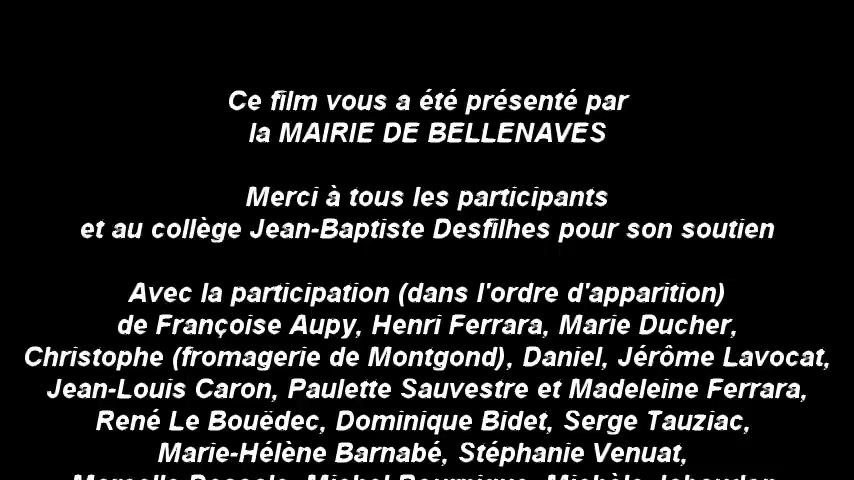 Ce film vous a été présenté par
la MAIRIE DE BELLENAVES
Merci à tous les participants
et au collège Jean-Baptiste Desfilhes pour son soutien
Avec la participation (dans l'ordre d'apparition)
de Françoise Aupy, Henri Ferrara, Marie Ducher,
Christophe (fromagerie de Montgond), Daniel, Jérôme Lavocat,
Jean-Louis Caron, Paulette Sauvestre et Madeleine Ferrara,
René Le Bouëdec, Dominique Bidet, Serge Tauziac,
Marie-Hélène Barnabé, Stéphanie Venuat,
Michel Michèle